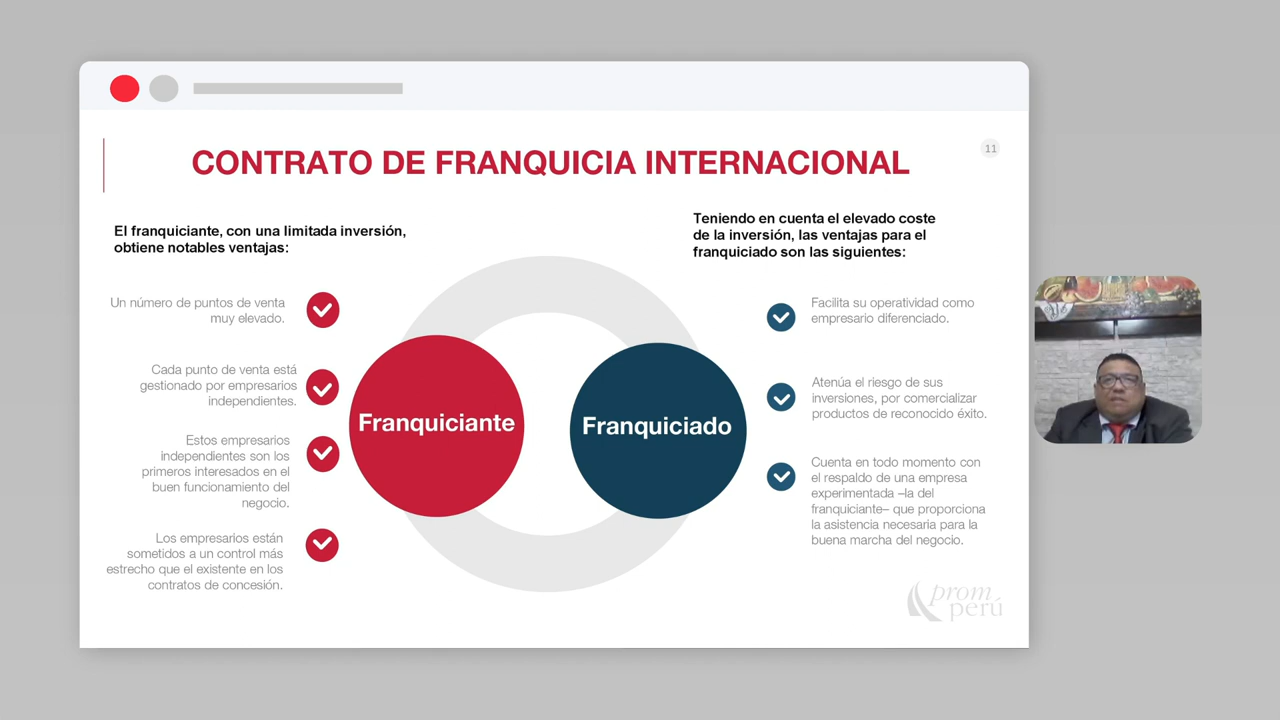 CONTRATO DE FRANQUICIA INTERNACIONAL
11
El franquiciante, con una limitada inversión,
obtiene notables ventajas:
Un número de puntos de venta
muy elevado.
Cada punto de venta está
gestionado por empresarios
independientes.
Estos empresarios
independientes son los
primeros interesados en el
buen funcionamiento del
negocio.
Los empresarios están
sometidos a un control más
estrecho que el existente en los
contratos de concesión.
Franquiciante
Franquiciado
Teniendo en cuenta el elevado coste
de la inversión, las ventajas para el
franquiciado son las siguientes:
Facilita su operatividad como
empresario diferenciado.
Atenúa el riesgo de sus
inversiones, por comercializar
productos de reconocido éxito.
Cuenta en todo momento con
el respaldo de una empresa
experimentada –la del
franquiciante– que proporciona
la asistencia necesaria para la
buena marcha del negocio.
prom
perú